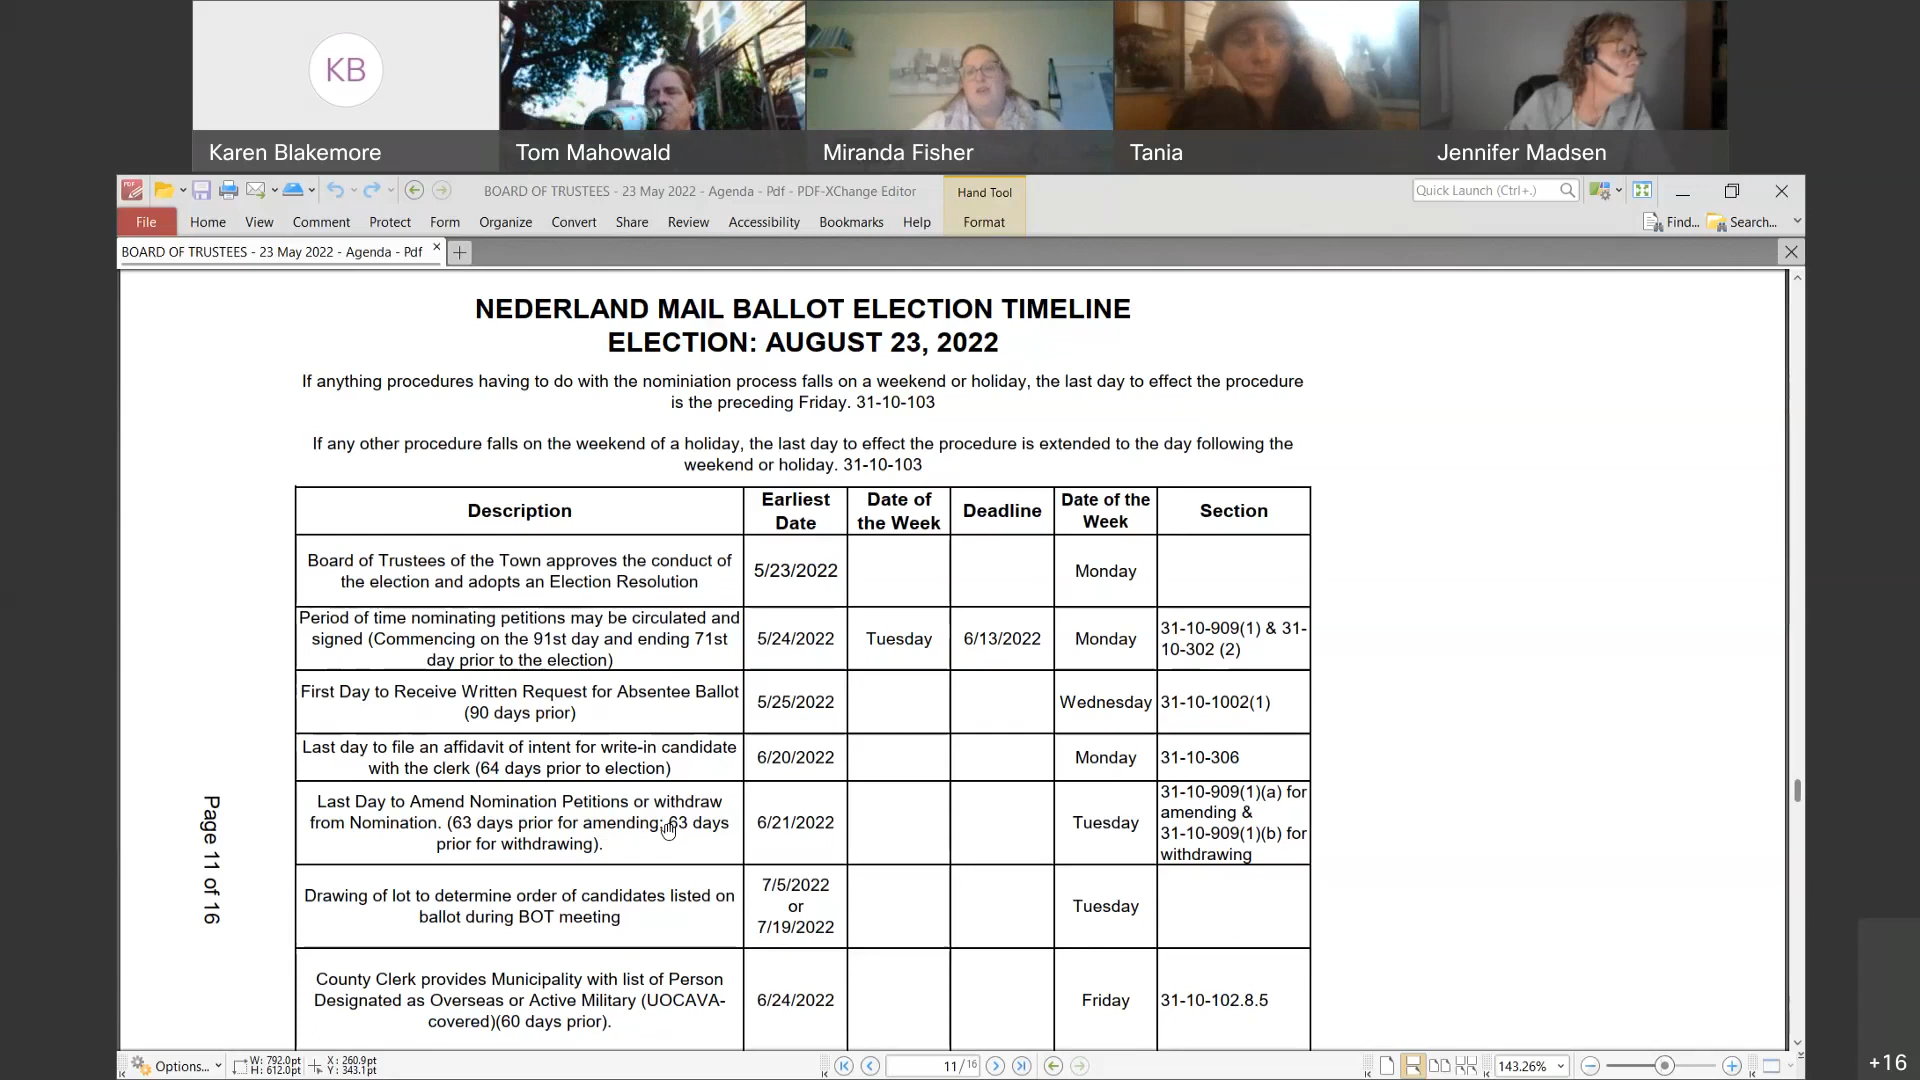 KB
Karen Blakemore
Tom Mahowald
Miranda Fisher
Tania
Jennifer Madsen
BOARD OF TRUSTEES - 23 May 2022 - Agenda - Pdf - PDF-XChange Editor
Hand Tool
Quick Launch (Ctrl+.)
File Home View Comment Protect Form Organize Convert Share Review Accessibility Bookmarks Help Format
Find... Search...
BOARD OF TRUSTEES - 23 May 2022 - Agenda - Pdf
NEDERLAND MAIL BALLOT ELECTION TIMELINE
ELECTION: AUGUST 23, 2022
If anything procedures having to do with the nominiation process falls on a weekend or holiday, the last day to effect the procedure
is the preceding Friday. 31-10-103
If any other procedure falls on the weekend of a holiday, the last day to effect the procedure is extended to the day following the
weekend or holiday. 31-10-103
Description
Earliest
Date
Date of
the Week
Deadline
Date of the
Week
Section
Board of Trustees of the Town approves the conduct of
the election and adopts an Election Resolution
5/23/2022
Monday
Period of time nominating petitions may be circulated and
signed (Commencing on the 91st day and ending 71st
day prior to the election)
5/24/2022
Tuesday
6/13/2022
Monday
31-10-909(1) & 31-
10-302 (2)
First Day to Receive Written Request for Absentee Ballot
(90 days prior)
5/25/2022
Wednesday
31-10-1002(1)
Last day to file an affidavit of intent for write-in candidate
with the clerk (64 days prior to election)
6/20/2022
Monday
31-10-306
Last Day to Amend Nomination Petitions or withdraw
from Nomination. (63 days prior for amending; 63 days
prior for withdrawing).
6/21/2022
Tuesday
31-10-909(1)(a) for
amending &
31-10-909(1)(b) for
withdrawing
Drawing of lot to determine order of candidates listed on
ballot during BOT meeting
7/5/2022
or
7/19/2022
Tuesday
County Clerk provides Municipality with list of Person
Designated as Overseas or Active Military (UOCAVA-
covered)(60 days prior).
6/24/2022
Friday
31-10-102.8.5
Page 11 of 16
Options...
W: 792.0pt
H: 612.0pt
X: 260.9pt
Y: 343.1pt
11 / 16
143.26%
+16